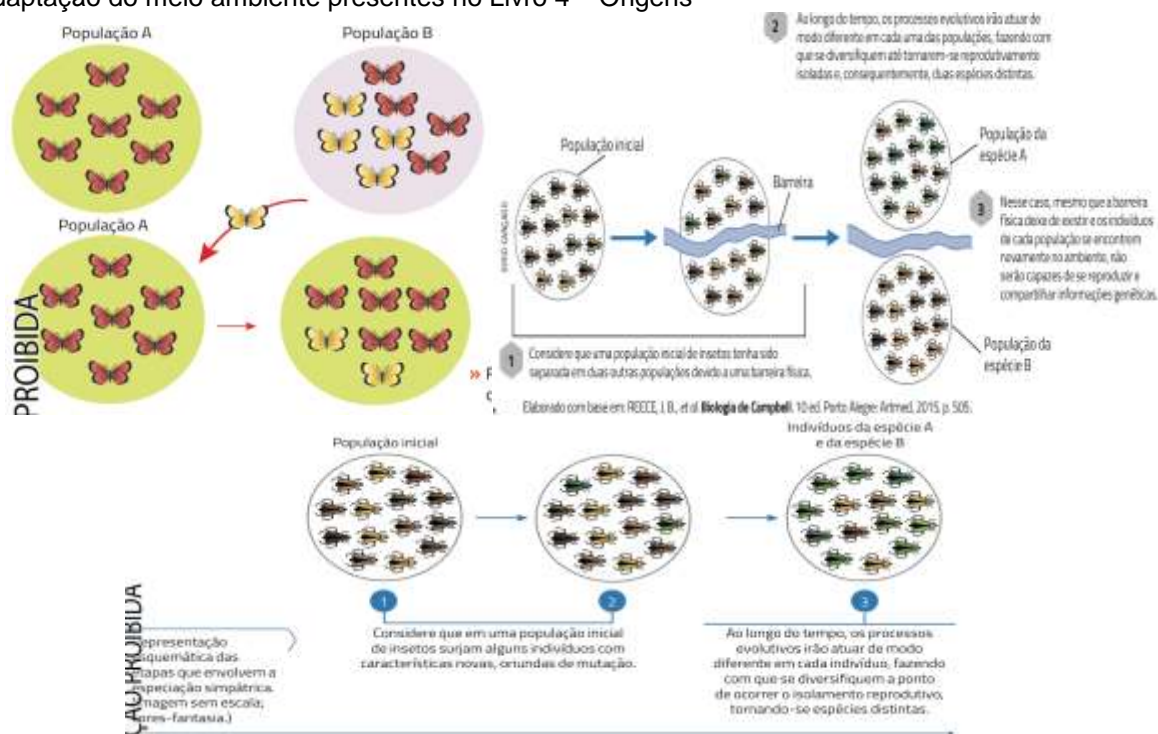 daptação do meio ambiente presentes no Livro 4 – Origens
População A
População B
População A
PROIBIDA
2
Ao longo do tempo, os processos evolutivos irão atuar de
modo diferente em cada uma das populações, fazendo com
que se diversifiquem até tornarem-se reprodutivamente
isoladas e, consequentemente, duas espécies distintas.
População inicial
Barreira
População da
espécie A
3
Nesse caso, mesmo que a barreira
física deixe de existir e os indivíduos
de cada população se encontrem
novamente no ambiente, não
serão capazes de se reproduzir e
compartilhar informações genéticas.
População da
espécie B
1
Considere que uma população inicial de insetos tenha sido
separada em duas outras populações devido a uma barreira física.
Elaborado com base em: REECE, J. B., et al. Biologia de Campbell. 10 ed. Porto Alegre: Artmed, 2015, p. 505.
População inicial
Indivíduos da espécie A
e da espécie B
1
2
3
Considere que em uma população inicial
de insetos surjam alguns indivíduos com
características novas, oriundas de mutação.
Ao longo do tempo, os processos
evolutivos irão atuar de modo
diferente em cada indivíduo, fazendo
com que se diversifiquem a ponto
de ocorrer o isolamento reprodutivo,
tornando-se espécies distintas.
ÇÃO PROIBIDA
epresentação
squemática das
tapas que envolvem a
speciação simpátrica.
magem sem escala;
ores-fantasia.)